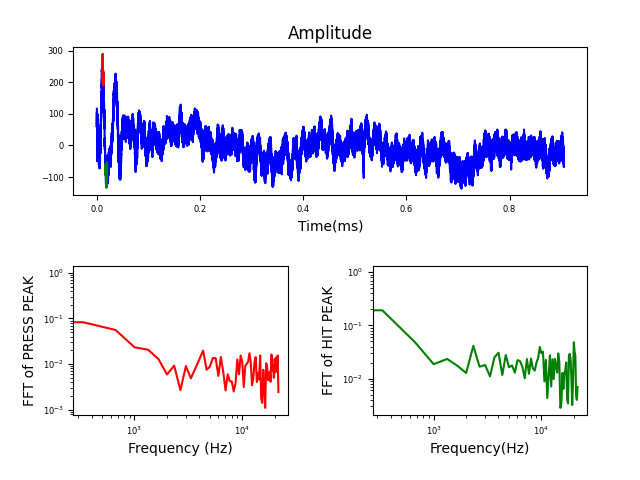 Amplitude
300
200
100
0
−100
0.0 0.2 0.4 0.6 0.8
Time(ms)
FFT of PRESS PEAK
10⁰
10⁻¹
10⁻²
10⁻³
10³ 10⁴
Frequency (Hz)
FFT of HIT PEAK
10⁰
10⁻¹
10⁻²
10³ 10⁴
Frequency(Hz)